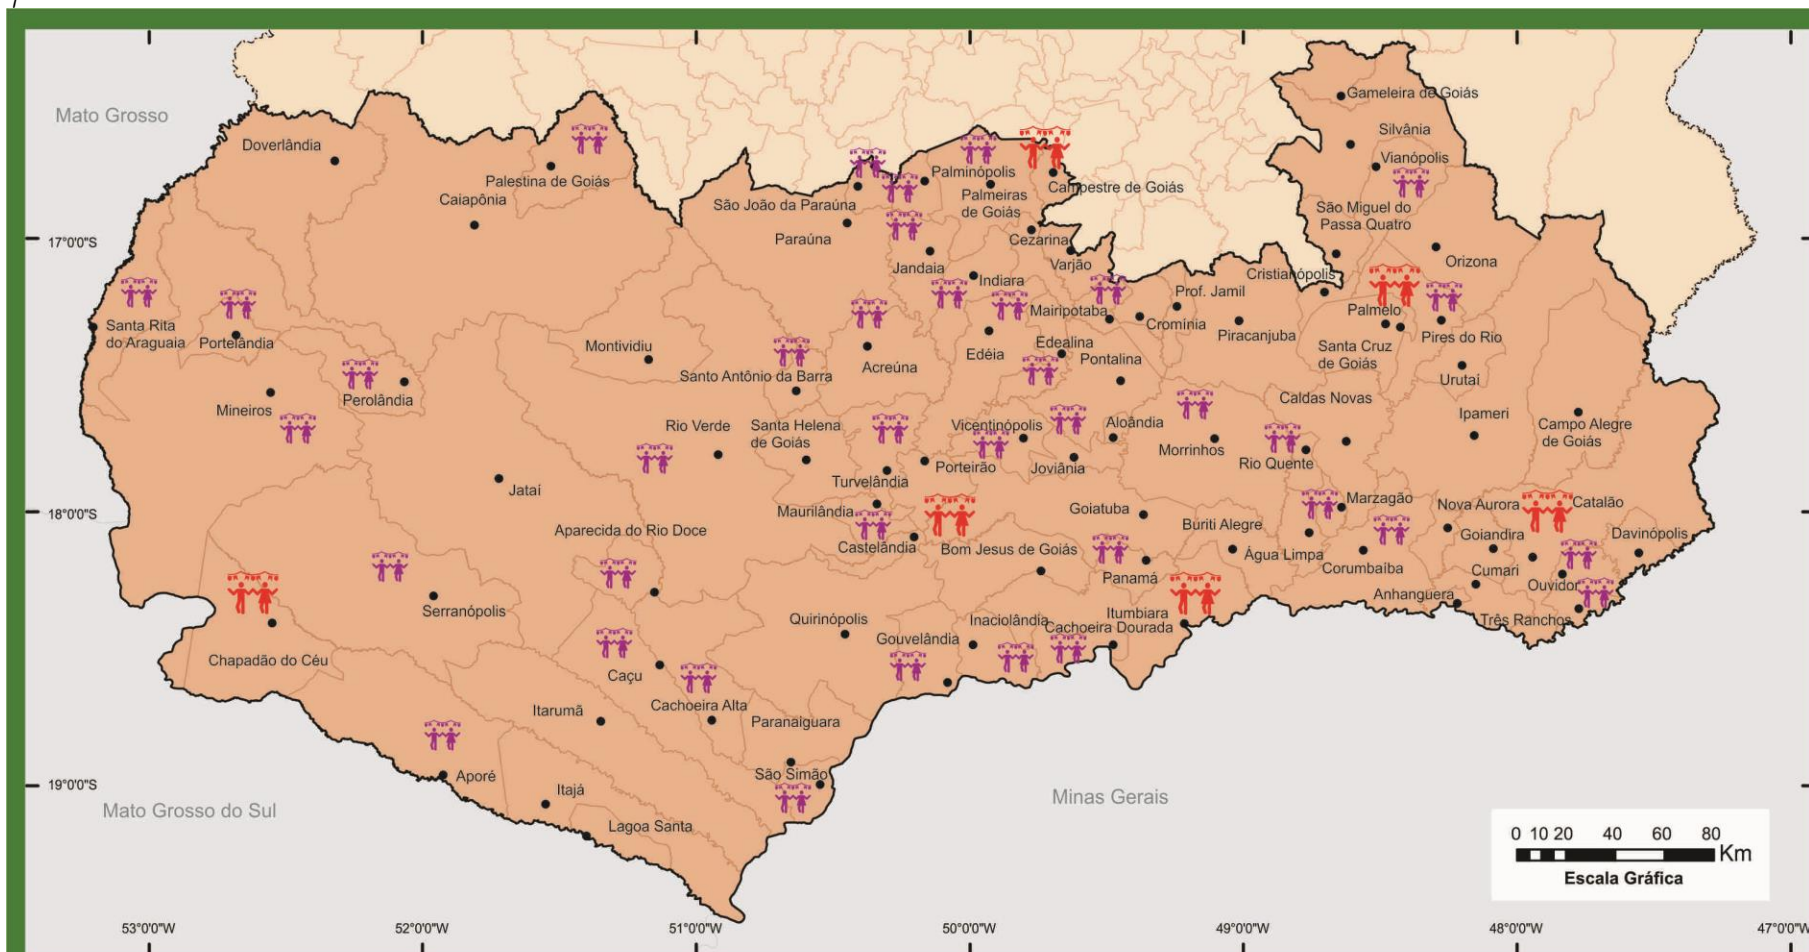 Mato Grosso
Doverlândia
Palestina de Goiás
Caiapônia
Gameleira de Goiás
Silvânia
Vianópolis
São Miguel do
Passa Quatro
Palminópolis
Palmeiras
de Goiás
Campestre de Goiás
São João da Paraúna
Paraúna
Cezarina
Varjão
Jandaia
Indiara
Orizona
Cristianópolis
17°0'0"S
Mairipotaba
Prof. Jamil
Cromínia
Piracanjuba
Palmelo
Santa Cruz
de Goiás
Pires do Rio
Urutaí
Santa Rita
do Araguaia
Portelândia
Montividiu
Acreúna
Edéia
Edealina
Pontalina
Santo Antônio da Barra
Perolândia
Mineiros
Caldas Novas
Ipameri
Campo Alegre
de Goiás
Rio Verde
Santa Helena
de Goiás
Vicentinópolis
Aloândia
Morrinhos
Rio Quente
Jataí
Turvelândia
Porteirão
Joviânia
Maurilândia
Goiatuba
Marzagão
Nova Aurora
Catalão
18°0'0"S
Aparecida do Rio Doce
Castelândia
Bom Jesus de Goiás
Buriti Alegre
Água Limpa
Goiandira
Davinópolis
Panamá
Corumbaíba
Cumari
Ouvidor
Anhanguera
Três Ranchos
Serranópolis
Quirinópolis
Inaciolândia
Itumbiara
Cachoeira Dourada
Gouvelândia
Chapadão do Céu
Caçu
Cachoeira Alta
Itarumã
Paranaiguara
Aporé
São Simão
19°0'0"S
Itajá
Lagoa Santa
Mato Grosso do Sul
Minas Gerais
0 10 20 40 60 80
Km
Escala Gráfica
53°0'0"W
52°0'0"W
51°0'0"W
50°0'0"W
49°0'0"W
48°0'0"W
47°0'0"W